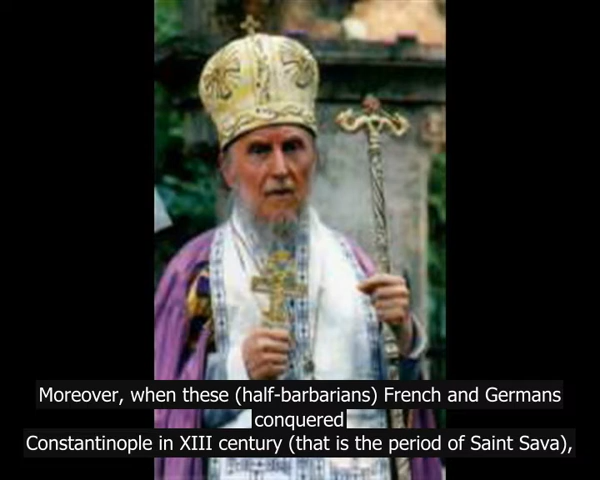 Moreover, when these (half-barbarians) French and Germans
conquered
Constantinople in XIII century (that is the period of Saint Sava),